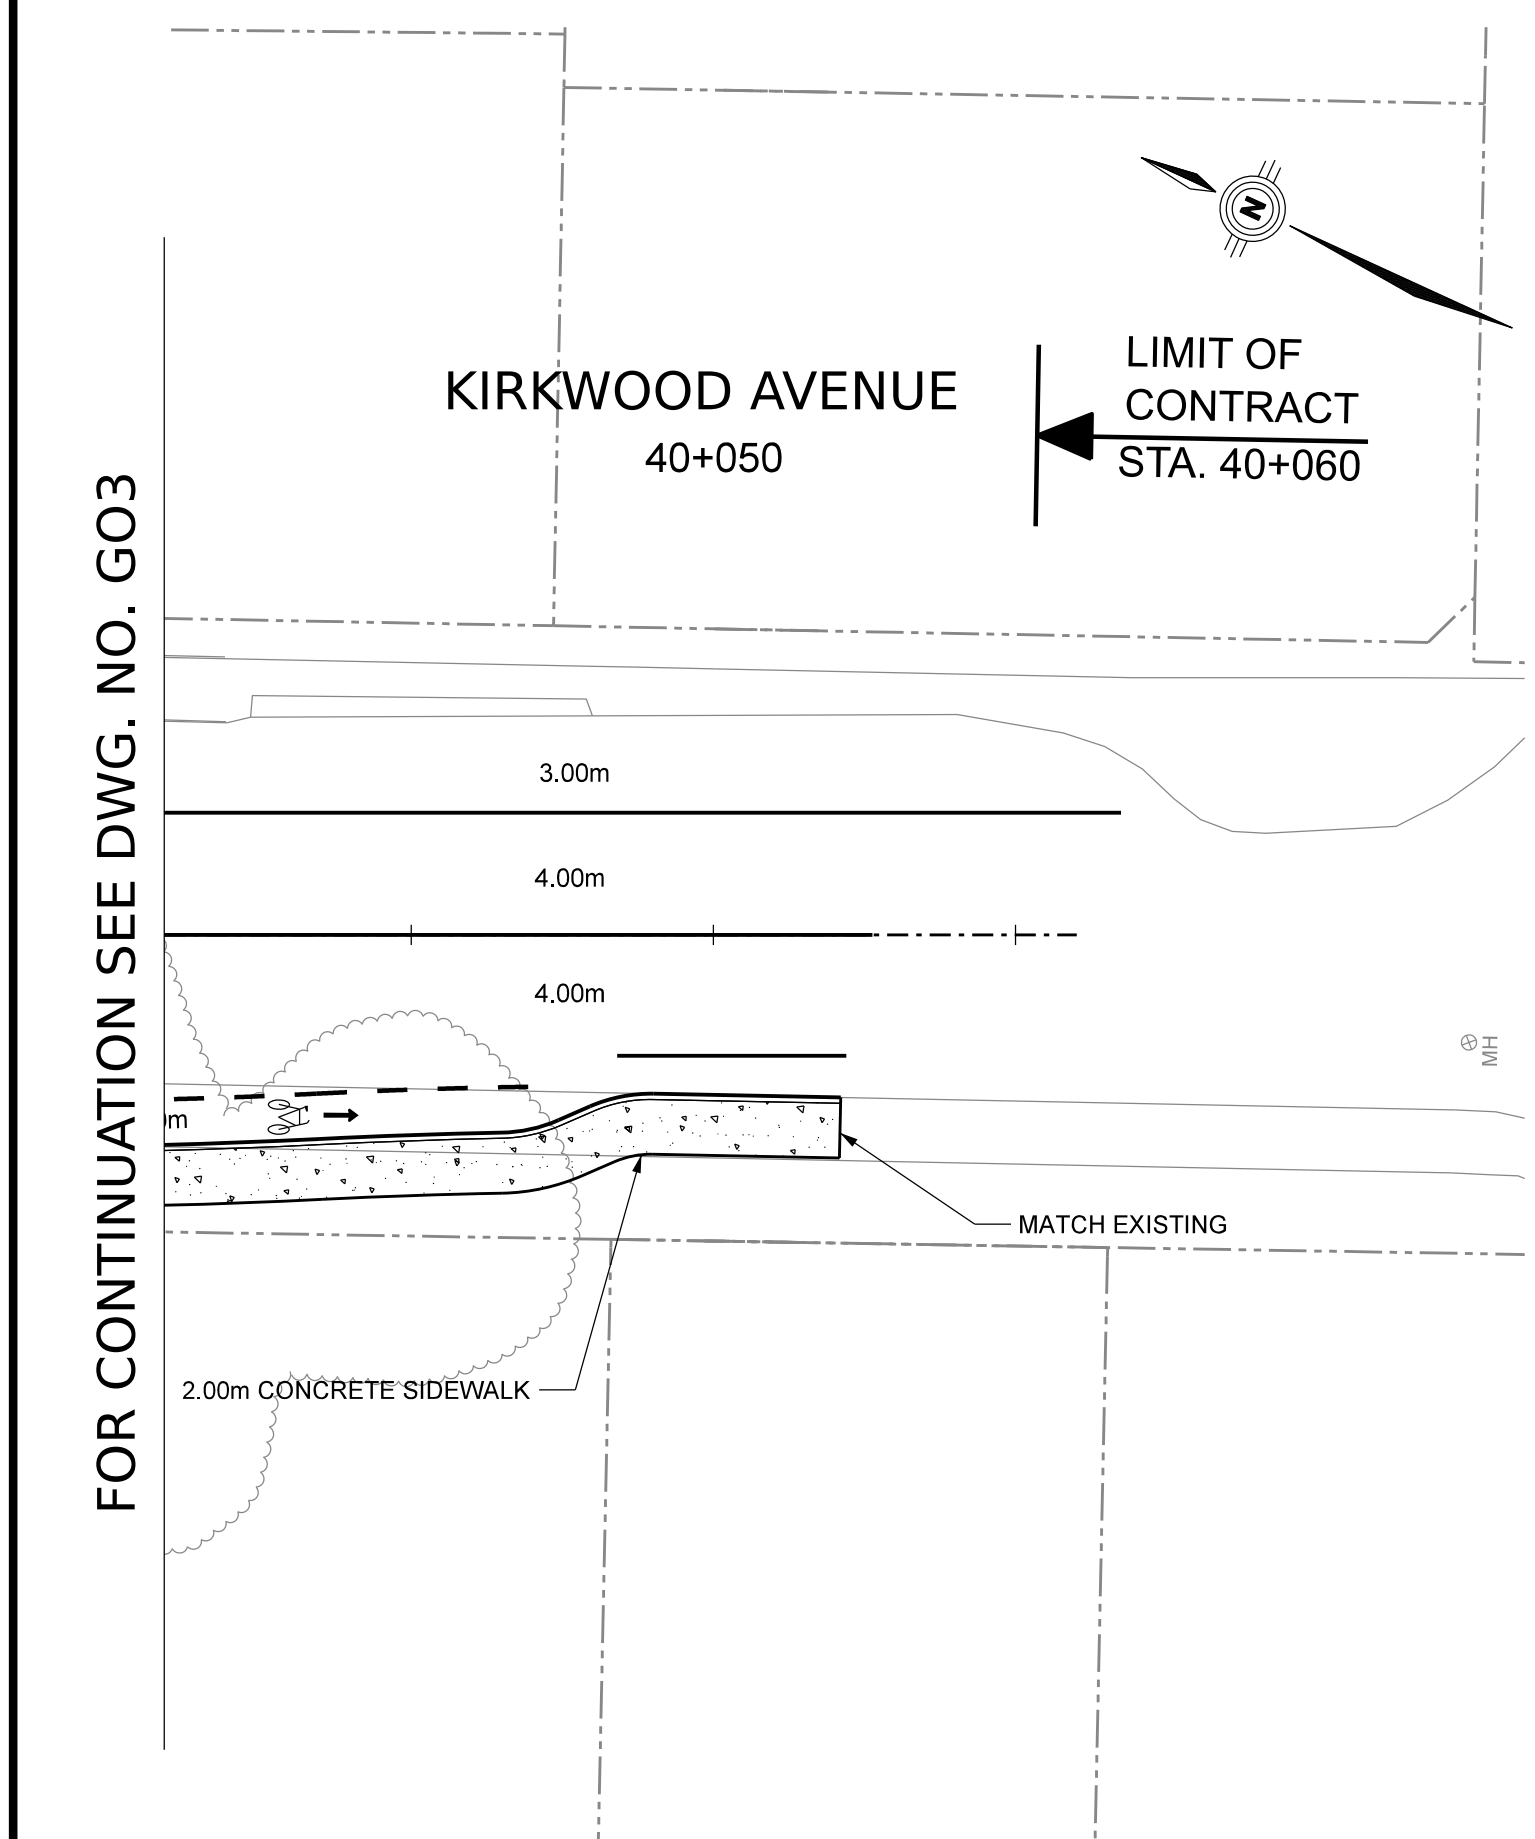 N
LIMIT OF
CONTRACT
STA. 40+060
KIRKWOOD AVENUE
40+050
FOR CONTINUATION SEE DWG. NO. GO3
3.00m
4.00m
4.00m
MH
m
MATCH EXISTING
2.00m CONCRETE SIDEWALK